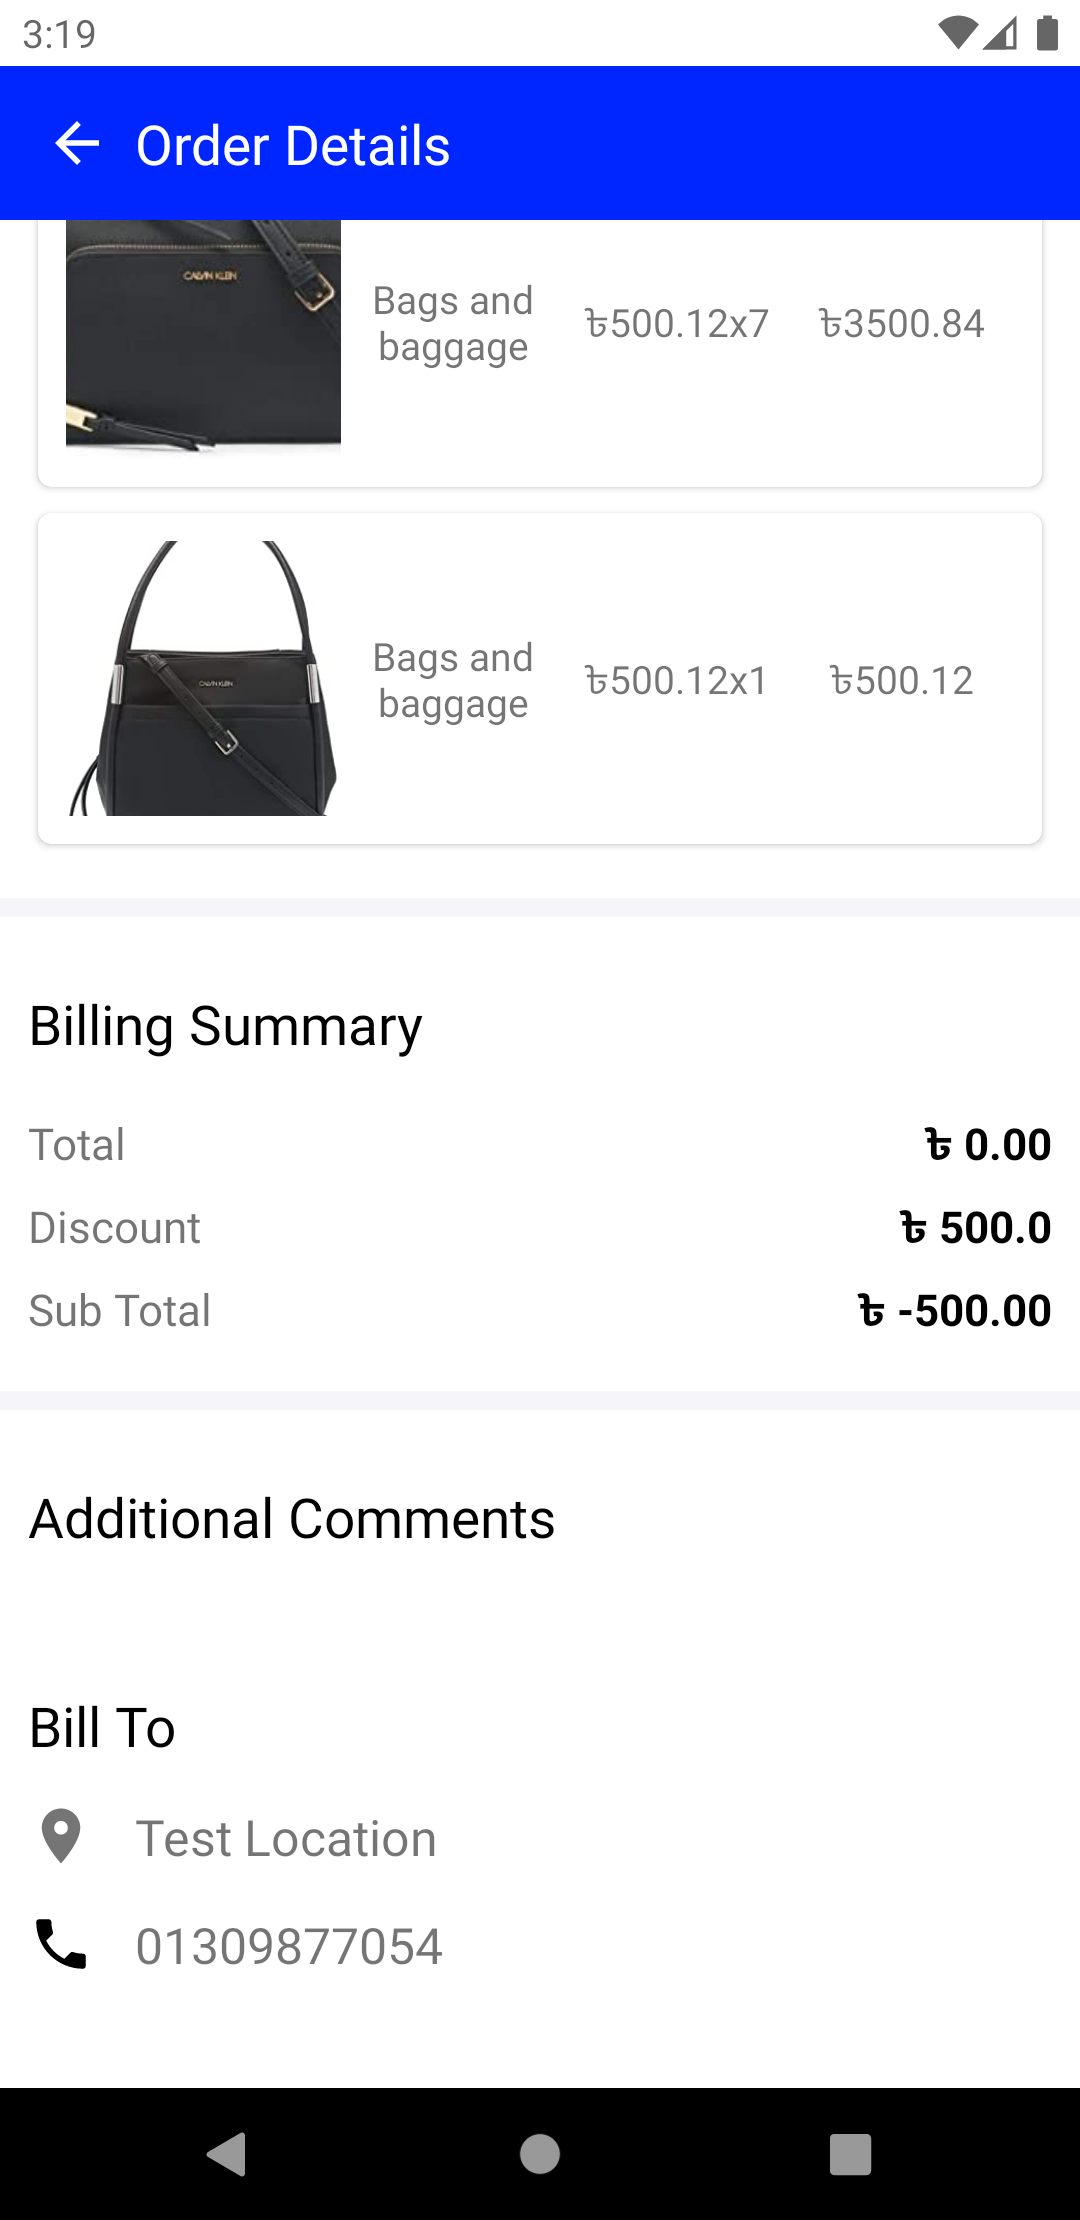 3:19
Order Details
CALVIN KLEIN
Bags and
baggage
৳500.12x7
৳3500.84
CALVIN KLEIN
Bags and
baggage
৳500.12x1
৳500.12
Billing Summary
Total
৳ 0.00
Discount
৳ 500.0
Sub Total
৳ -500.00
Additional Comments
Bill To
Test Location
01309877054